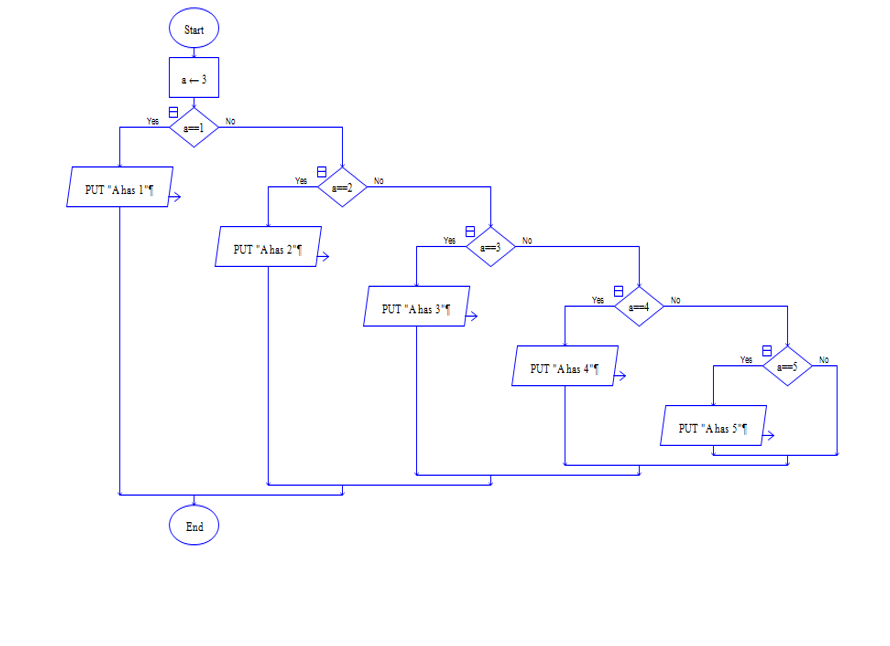 Start
a ← 3
a==1
Yes
No
PUT "A has 1"¶
a==2
Yes
No
PUT "A has 2"¶
a==3
Yes
No
PUT "A has 3"¶
a==4
Yes
No
PUT "A has 4"¶
a==5
Yes
No
PUT "A has 5"¶
End